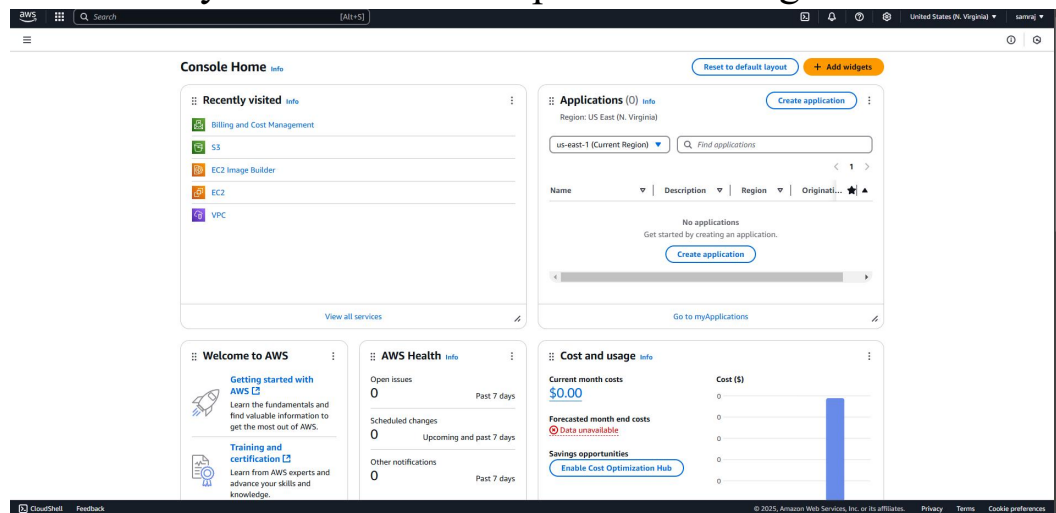 aws
Search [Alt+S]
United States (N. Virginia) ▼ samraj ▼
Console Home Info
Reset to default layout
+ Add widgets
Recently visited Info
Billing and Cost Management
S3
EC2 Image Builder
EC2
VPC
View all services
Applications (0) Info
Create application
Region: US East (N. Virginia)
us-east-1 (Current Region) ▼
Find applications
< 1 >
Name Description Region Originati...
No applications
Get started by creating an application.
Create application
Go to myApplications
Welcome to AWS
Getting started with
AWS
Learn the fundamentals and
find valuable information to
get the most out of AWS.
Training and
certification
Learn from AWS experts and
advance your skills and
knowledge.
AWS Health Info
Open issues
0 Past 7 days
Scheduled changes
0 Upcoming and past 7 days
Other notifications
0 Past 7 days
Cost and usage Info
Current month costs
$0.00
Forecasted month end costs
Data unavailable
Savings opportunities
Enable Cost Optimization Hub
Cost ($)
0
0
0
0
0
CloudShell Feedback
© 2025, Amazon Web Services, Inc. or its affiliates. Privacy Terms Cookie preferences